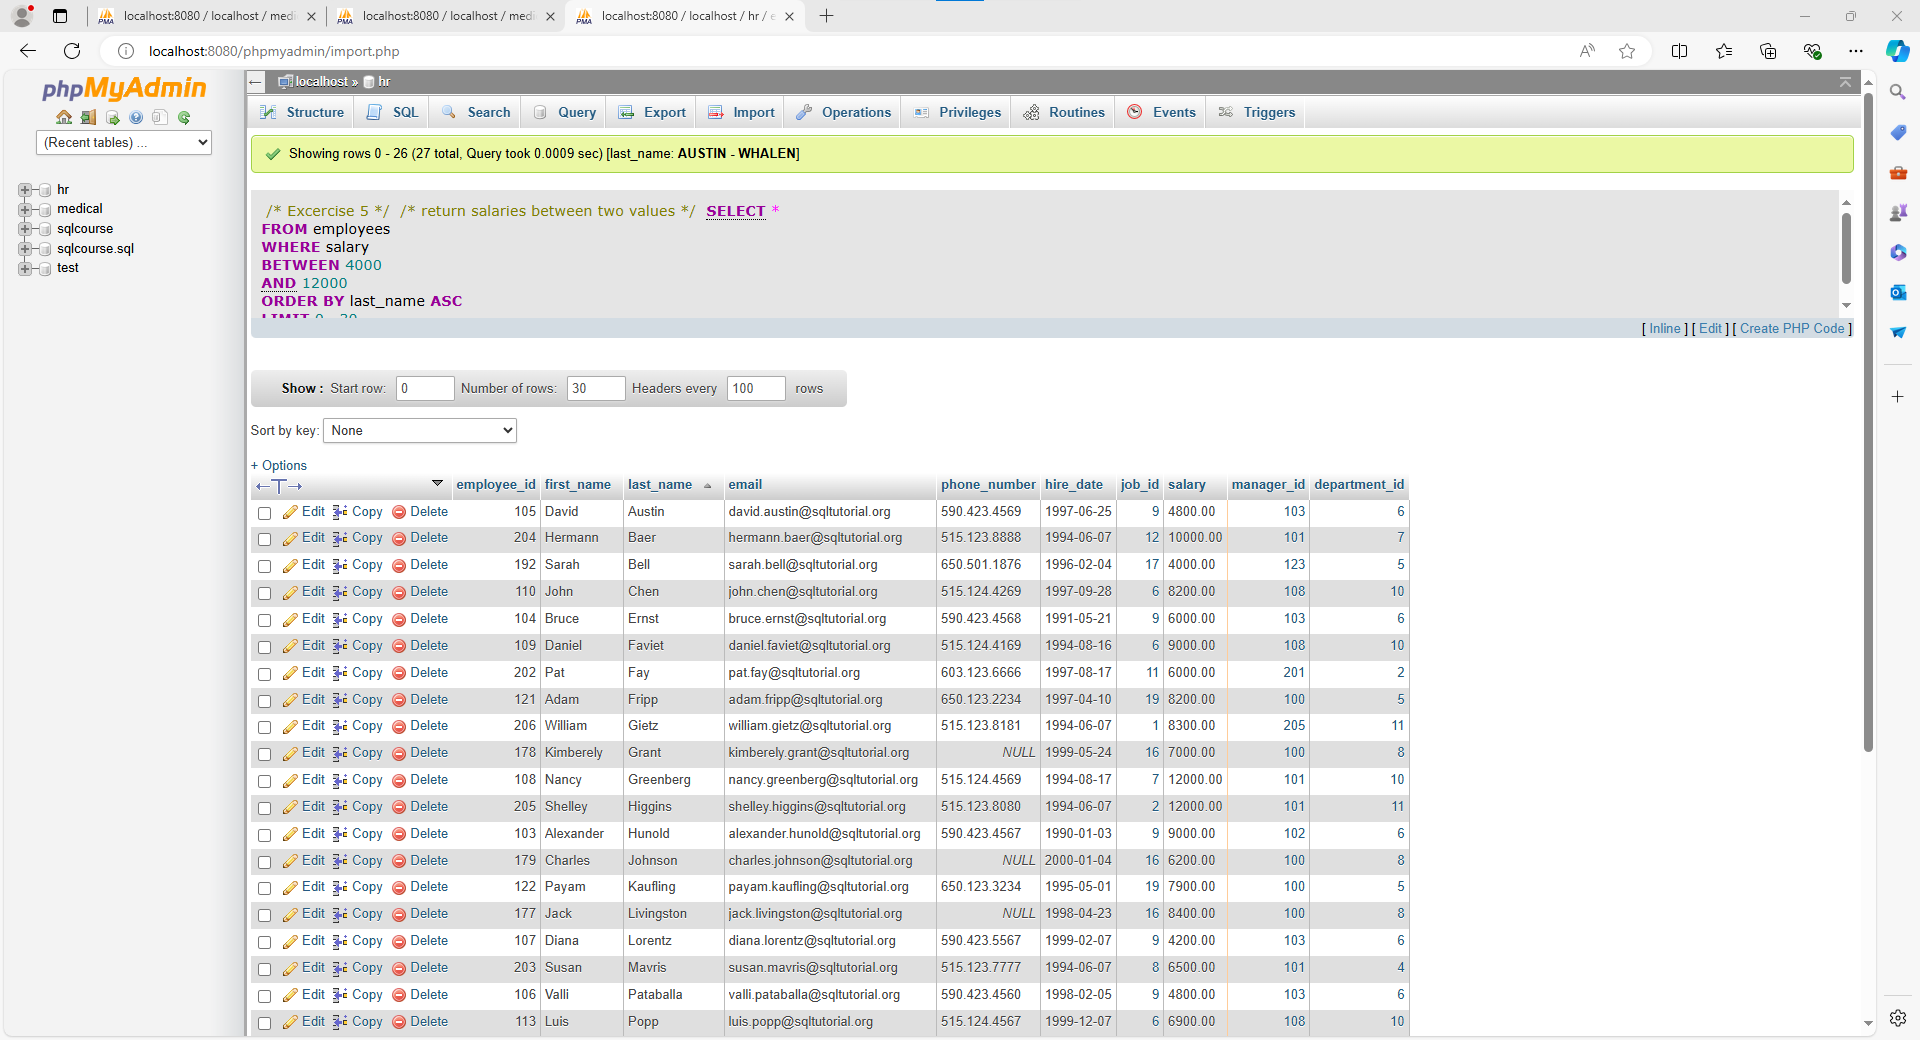 localhost:8080 / localhost / med
localhost:8080 / localhost / med
localhost:8080 / localhost / hr /
localhost:8080/phpmyadmin/import.php
phpMyAdmin
(Recent tables) ...
hr
medical
sqlcourse
sqlcourse.sql
test
localhost » hr
Structure SQL Search Query Export Import Operations Privileges Routines Events Triggers
Showing rows 0 - 26 (27 total, Query took 0.0009 sec) [last_name: AUSTIN - WHALEN]
/* Excercise 5 */ /* return salaries between two values */ SELECT *
FROM employees
WHERE salary
BETWEEN 4000
AND 12000
ORDER BY last_name ASC
LIMIT 0 , 30
[ Inline ] [ Edit ] [ Create PHP Code ]
Show : Start row: 0 Number of rows: 30 Headers every 100 rows
Sort by key: None
+ Options
←T→ employee_id first_name last_name email phone_number hire_date job_id salary manager_id department_id
Edit Copy Delete 105 David Austin david.austin@sqltutorial.org 590.423.4569 1997-06-25 9 4800.00 103 6
Edit Copy Delete 204 Hermann Baer hermann.baer@sqltutorial.org 515.123.8888 1994-06-07 12 10000.00 101 7
Edit Copy Delete 192 Sarah Bell sarah.bell@sqltutorial.org 650.501.1876 1996-02-04 17 4000.00 123 5
Edit Copy Delete 110 John Chen john.chen@sqltutorial.org 515.124.4269 1997-09-28 6 8200.00 108 10
Edit Copy Delete 104 Bruce Ernst bruce.ernst@sqltutorial.org 590.423.4568 1991-05-21 9 6000.00 103 6
Edit Copy Delete 109 Daniel Faviet daniel.faviet@sqltutorial.org 515.124.4169 1994-08-16 6 9000.00 108 10
Edit Copy Delete 202 Pat Fay pat.fay@sqltutorial.org 603.123.6666 1997-08-17 11 6000.00 201 2
Edit Copy Delete 121 Adam Fripp adam.fripp@sqltutorial.org 650.123.2234 1997-04-10 19 8200.00 100 5
Edit Copy Delete 206 William Gietz william.gietz@sqltutorial.org 515.123.8181 1994-06-07 1 8300.00 205 11
Edit Copy Delete 178 Kimberely Grant kimberely.grant@sqltutorial.org NULL 1999-05-24 16 7000.00 100 8
Edit Copy Delete 108 Nancy Greenberg nancy.greenberg@sqltutorial.org 515.124.4569 1994-08-17 7 12000.00 101 10
Edit Copy Delete 205 Shelley Higgins shelley.higgins@sqltutorial.org 515.123.8080 1994-06-07 2 12000.00 101 11
Edit Copy Delete 103 Alexander Hunold alexander.hunold@sqltutorial.org 590.423.4567 1990-01-03 9 9000.00 102 6
Edit Copy Delete 179 Charles Johnson charles.johnson@sqltutorial.org NULL 2000-01-04 16 6200.00 100 8
Edit Copy Delete 122 Payam Kaufling payam.kaufling@sqltutorial.org 650.123.3234 1995-05-01 19 7900.00 100 5
Edit Copy Delete 177 Jack Livingston jack.livingston@sqltutorial.org NULL 1998-04-23 16 8400.00 100 8
Edit Copy Delete 107 Diana Lorentz diana.lorentz@sqltutorial.org 590.423.5567 1999-02-07 9 4200.00 103 6
Edit Copy Delete 203 Susan Mavris susan.mavris@sqltutorial.org 515.123.7777 1994-06-07 8 6500.00 101 4
Edit Copy Delete 106 Valli Pataballa valli.pataballa@sqltutorial.org 590.423.4560 1998-02-05 9 4800.00 103 6
Edit Copy Delete 113 Luis Popp luis.popp@sqltutorial.org 515.124.4567 1999-12-07 6 6900.00 108 10